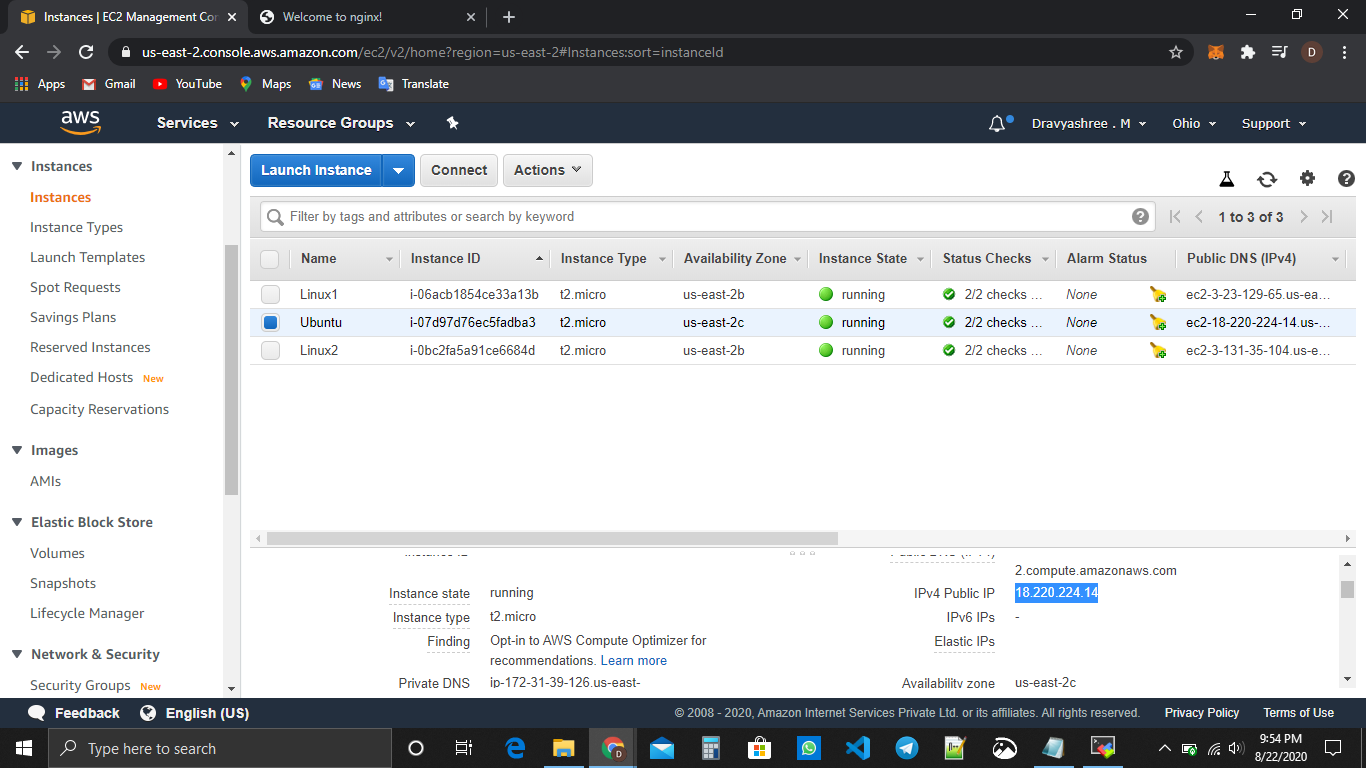 Instances | EC2 Management Con
Welcome to nginx!
us-east-2.console.aws.amazon.com/ec2/v2/home?region=us-east-2#Instances:sort=instanceId
D
Apps Gmail YouTube Maps News Translate
aws Services Resource Groups Dravyashree . M Ohio Support
Instances
Instances
Instance Types
Launch Templates
Spot Requests
Savings Plans
Reserved Instances
Dedicated Hosts New
Capacity Reservations
Images
AMIs
Elastic Block Store
Volumes
Snapshots
Lifecycle Manager
Network & Security
Security Groups New
Launch Instance Connect Actions
Filter by tags and attributes or search by keyword 1 to 3 of 3
Name Instance ID Instance Type Availability Zone Instance State Status Checks Alarm Status Public DNS (IPv4)
Linux1 i-06acb1854ce33a13b t2.micro us-east-2b running 2/2 checks ... None ec2-3-23-129-65.us-ea...
Ubuntu i-07d97d76ec5fadba3 t2.micro us-east-2c running 2/2 checks ... None ec2-18-220-224-14.us-...
Linux2 i-0bc2fa5a91ce6684d t2.micro us-east-2b running 2/2 checks ... None ec2-3-131-35-104.us-e...
Instance ID Public DNS (IPv4)
2.compute.amazonaws.com
Instance state running IPv4 Public IP 18.220.224.14
Instance type t2.micro IPv6 IPs -
Finding Opt-in to AWS Compute Optimizer for Elastic IPs
recommendations. Learn more
Private DNS ip-172-31-39-126.us-east- Availability zone us-east-2c
Feedback English (US) © 2008 - 2020, Amazon Internet Services Private Ltd. or its affiliates. All rights reserved. Privacy Policy Terms of Use
Type here to search
9:54 PM
8/22/2020